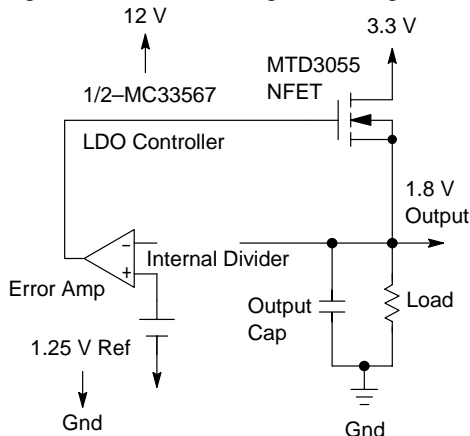 12 V
3.3 V
MTD3055
NFET
1/2–MC33567
LDO Controller
1.8 V
Output
–
Internal Divider
+
Error Amp
Output
Cap
Load
1.25 V Ref
Gnd
Gnd